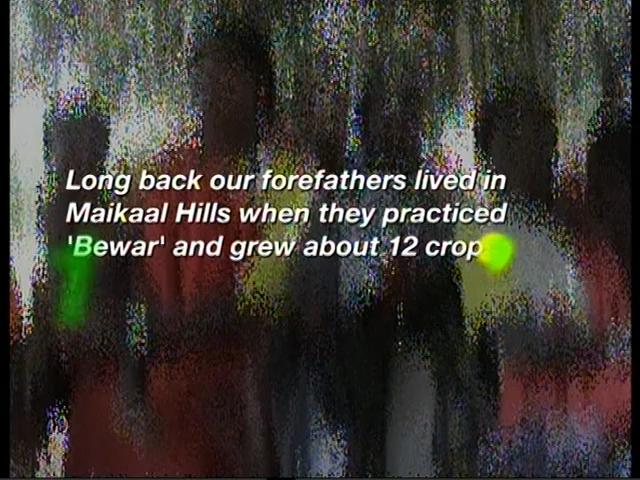 Long back our forefathers lived in
Maikaal Hills when they practiced
'Bewar' and grew about 12 crop